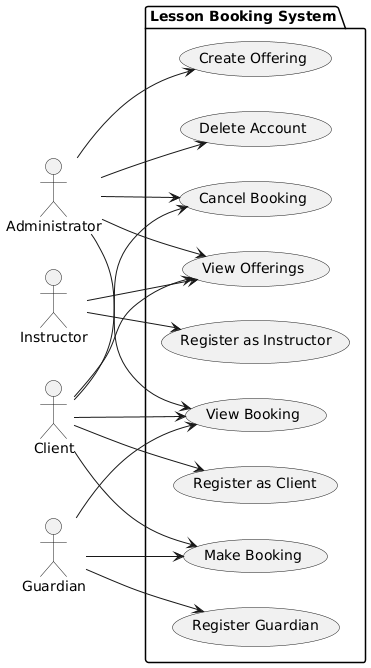 Lesson Booking System
Create Offering
Delete Account
Administrator
Cancel Booking
View Offerings
Instructor
Register as Instructor
Client
View Booking
Register as Client
Guardian
Make Booking
Register Guardian